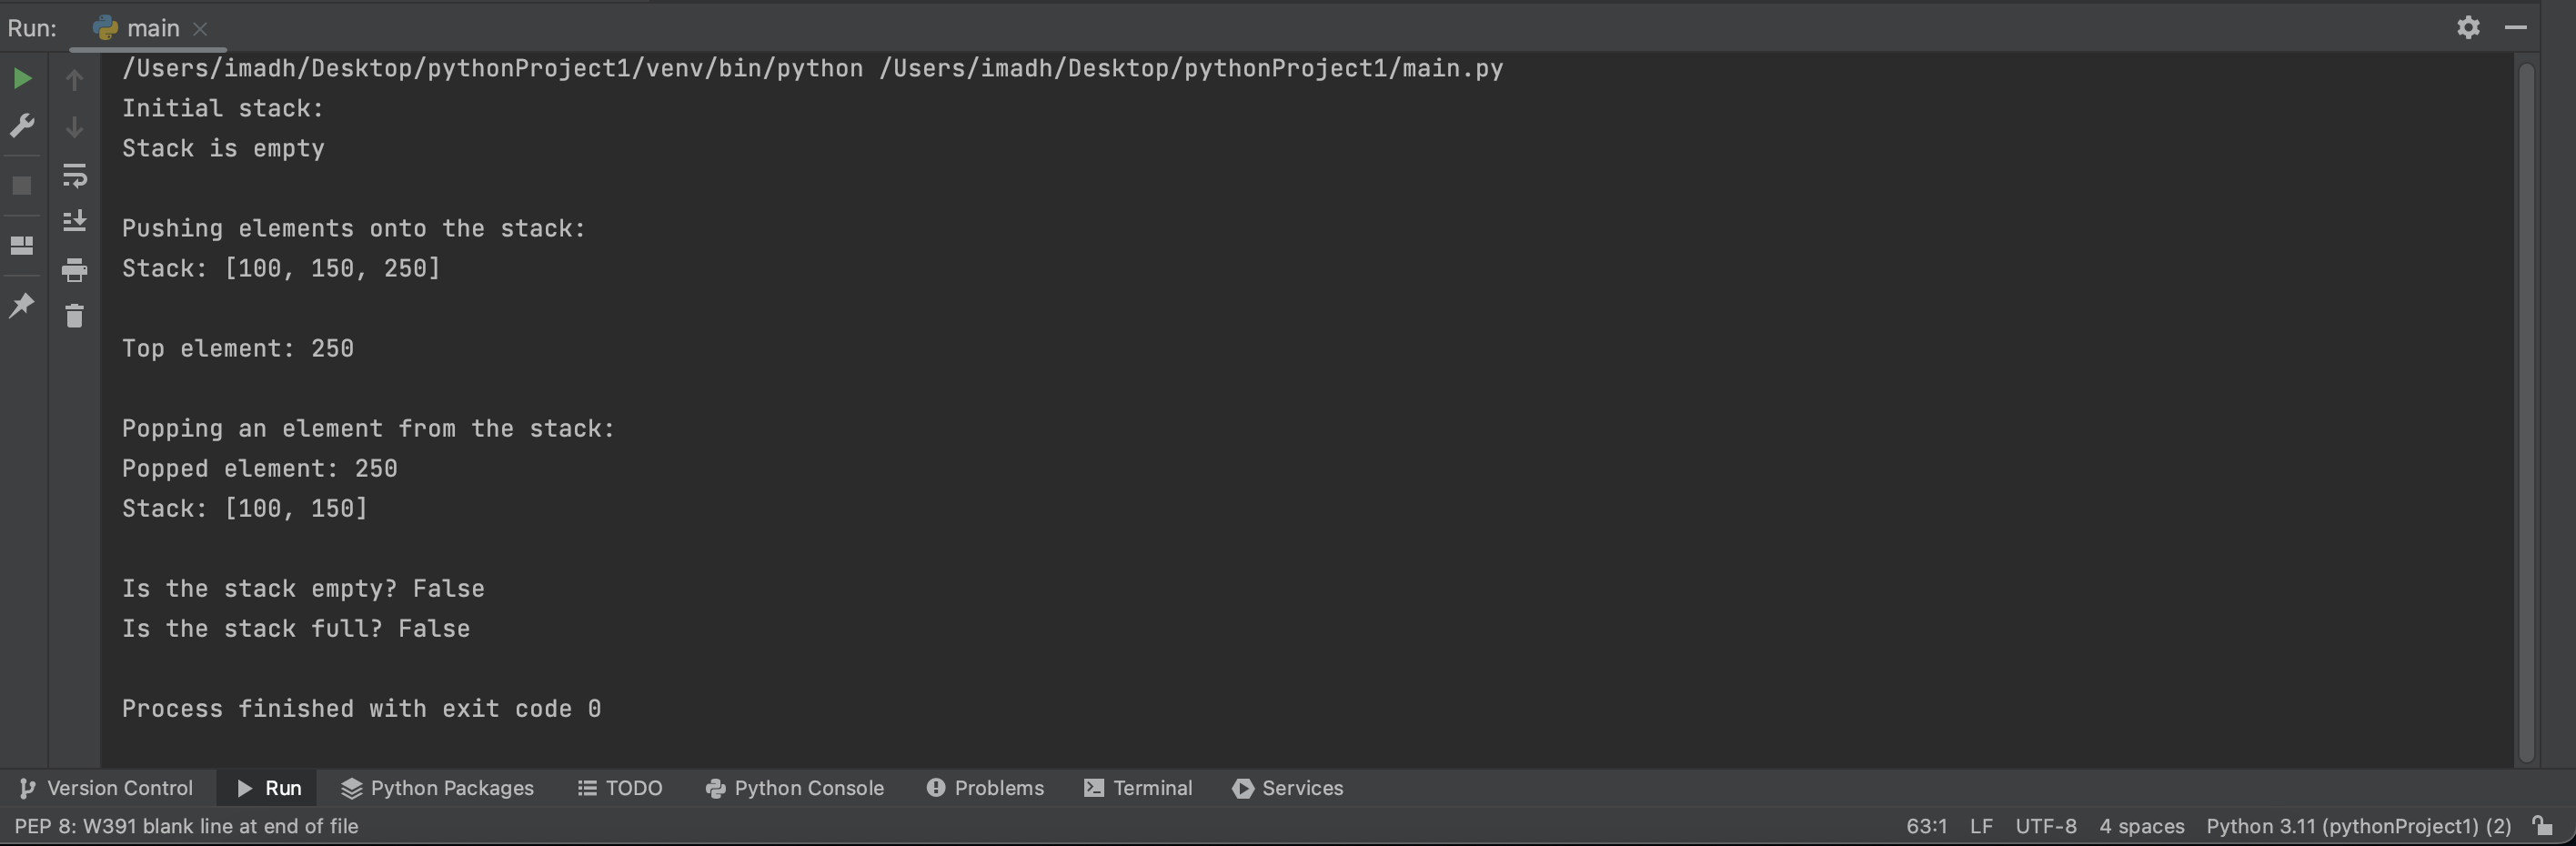 Run: main
/Users/imadh/Desktop/pythonProject1/venv/bin/python /Users/imadh/Desktop/pythonProject1/main.py
Initial stack:
Stack is empty
Pushing elements onto the stack:
Stack: [100, 150, 250]
Top element: 250
Popping an element from the stack:
Popped element: 250
Stack: [100, 150]
Is the stack empty? False
Is the stack full? False
Process finished with exit code 0
Version Control Run Python Packages TODO Python Console Problems Terminal Services
PEP 8: W391 blank line at end of file 63:1 LF UTF-8 4 spaces Python 3.11 (pythonProject1) (2)